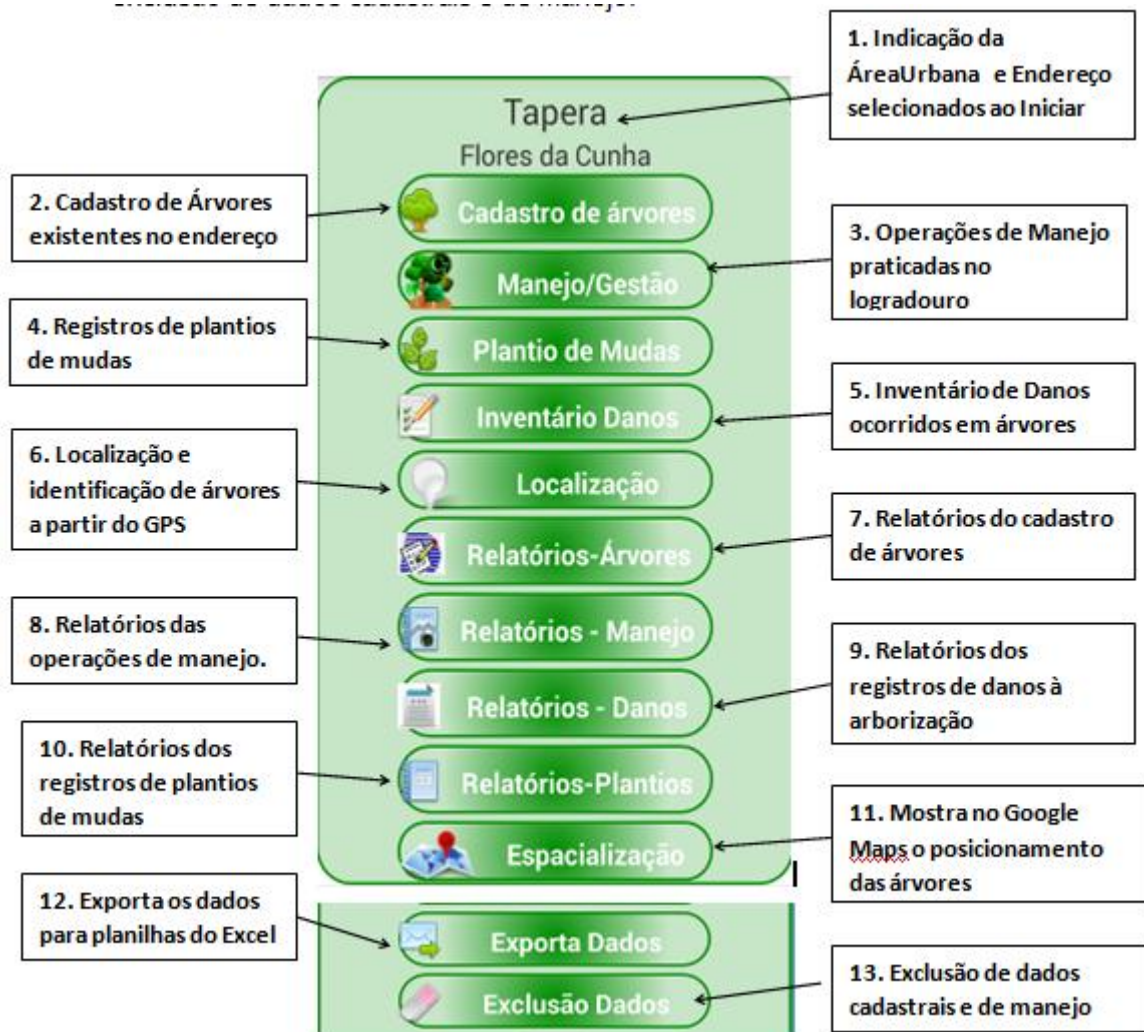 1. Indicação da
ÁreaUrbana e Endereço
selecionados ao Iniciar
Tapera
Flores da Cunha
2. Cadastro de Árvores
existentes no endereço
Cadastro de árvores
3. Operações de Manejo
praticadas no
logradouro
Manejo/Gestão
4. Registros de plantios
de mudas
Plantio de Mudas
5. Inventário de Danos
ocorridos em árvores
Inventário Danos
6. Localização e
identificação de árvores
a partir do GPS
Localização
7. Relatórios do cadastro
de árvores
Relatórios-Árvores
8. Relatórios das
operações de manejo.
Relatórios - Manejo
9. Relatórios dos
registros de danos à
arborização
Relatórios - Danos
10. Relatórios dos
registros de plantios
de mudas
Relatórios-Plantios
11. Mostra no Google
Maps o posicionamento
das árvores
Espacialização
12. Exporta os dados
para planilhas do Excel
Exporta Dados
13. Exclusão de dados
cadastrais e de manejo
Exclusão Dados